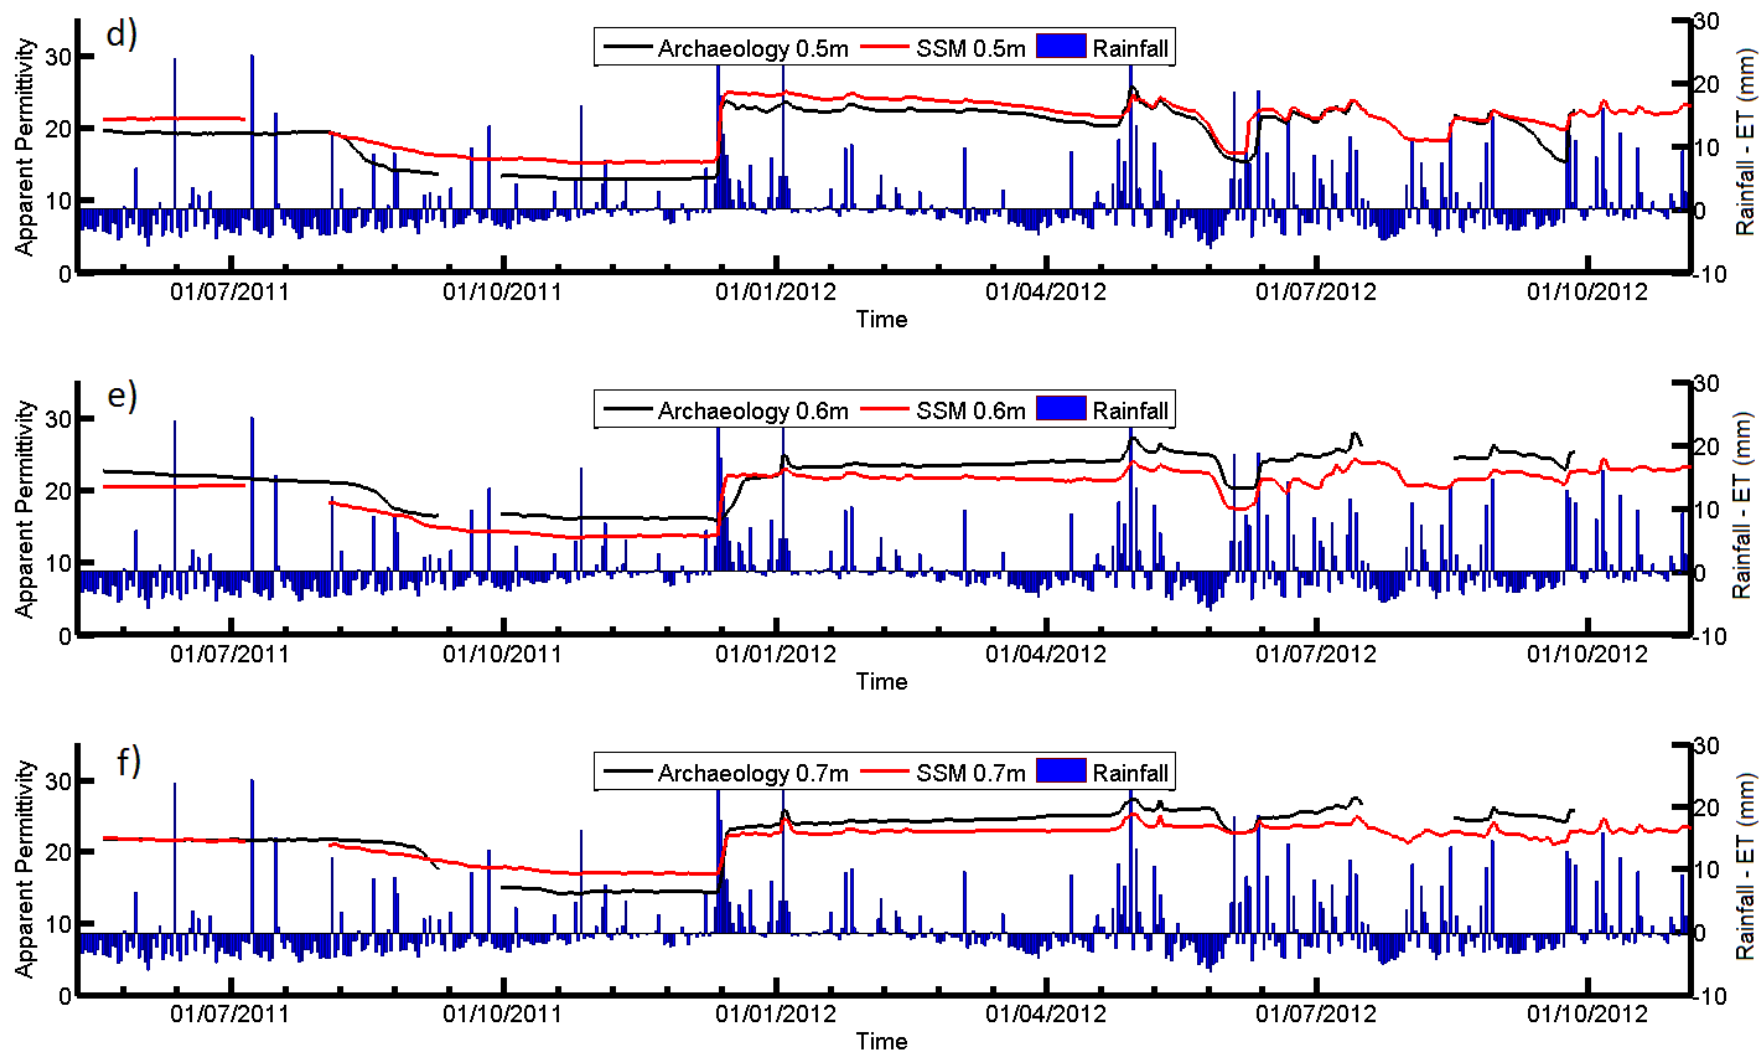 d)
Archaeology 0.5m SSM 0.5m Rainfall
Apparent Permittivity
30
20
10
0
30
20
10
0
-10
Rainfall - ET (mm)
01/07/2011 01/10/2011 01/01/2012 01/04/2012 01/07/2012 01/10/2012
Time
e)
Archaeology 0.6m SSM 0.6m Rainfall
Apparent Permittivity
30
20
10
0
30
20
10
0
-10
Rainfall - ET (mm)
01/07/2011 01/10/2011 01/01/2012 01/04/2012 01/07/2012 01/10/2012
Time
f)
Archaeology 0.7m SSM 0.7m Rainfall
Apparent Permittivity
30
20
10
0
30
20
10
0
-10
Rainfall - ET (mm)
01/07/2011 01/10/2011 01/01/2012 01/04/2012 01/07/2012 01/10/2012
Time